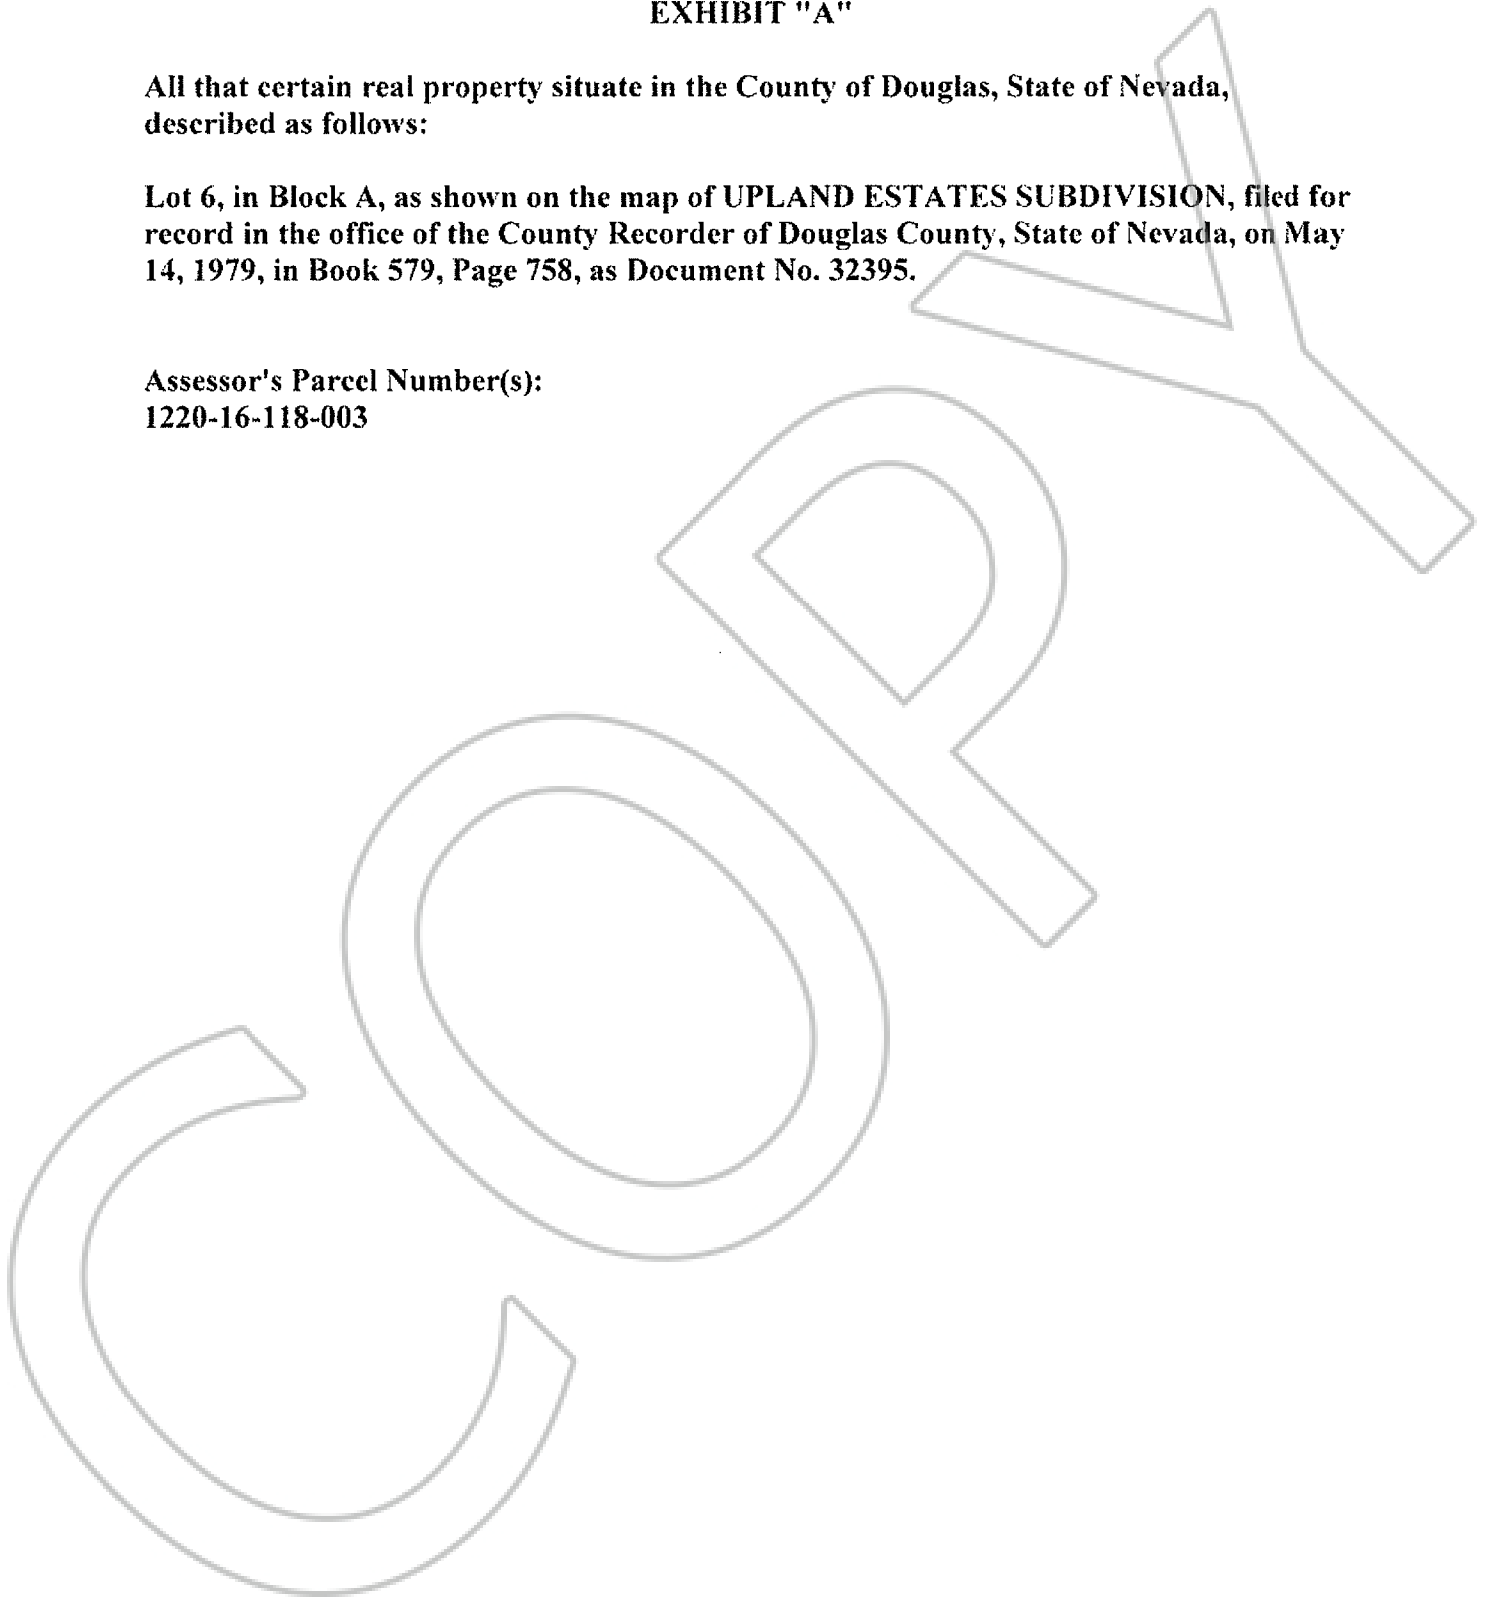 EXHIBIT "A"
All that certain real property situate in the County of Douglas, State of Nevada,
described as follows:
Lot 6, in Block A, as shown on the map of UPLAND ESTATES SUBDIVISION, filed for
record in the office of the County Recorder of Douglas County, State of Nevada, on May
14, 1979, in Book 579, Page 758, as Document No. 32395.
Assessor's Parcel Number(s):
1220-16-118-003
COPY